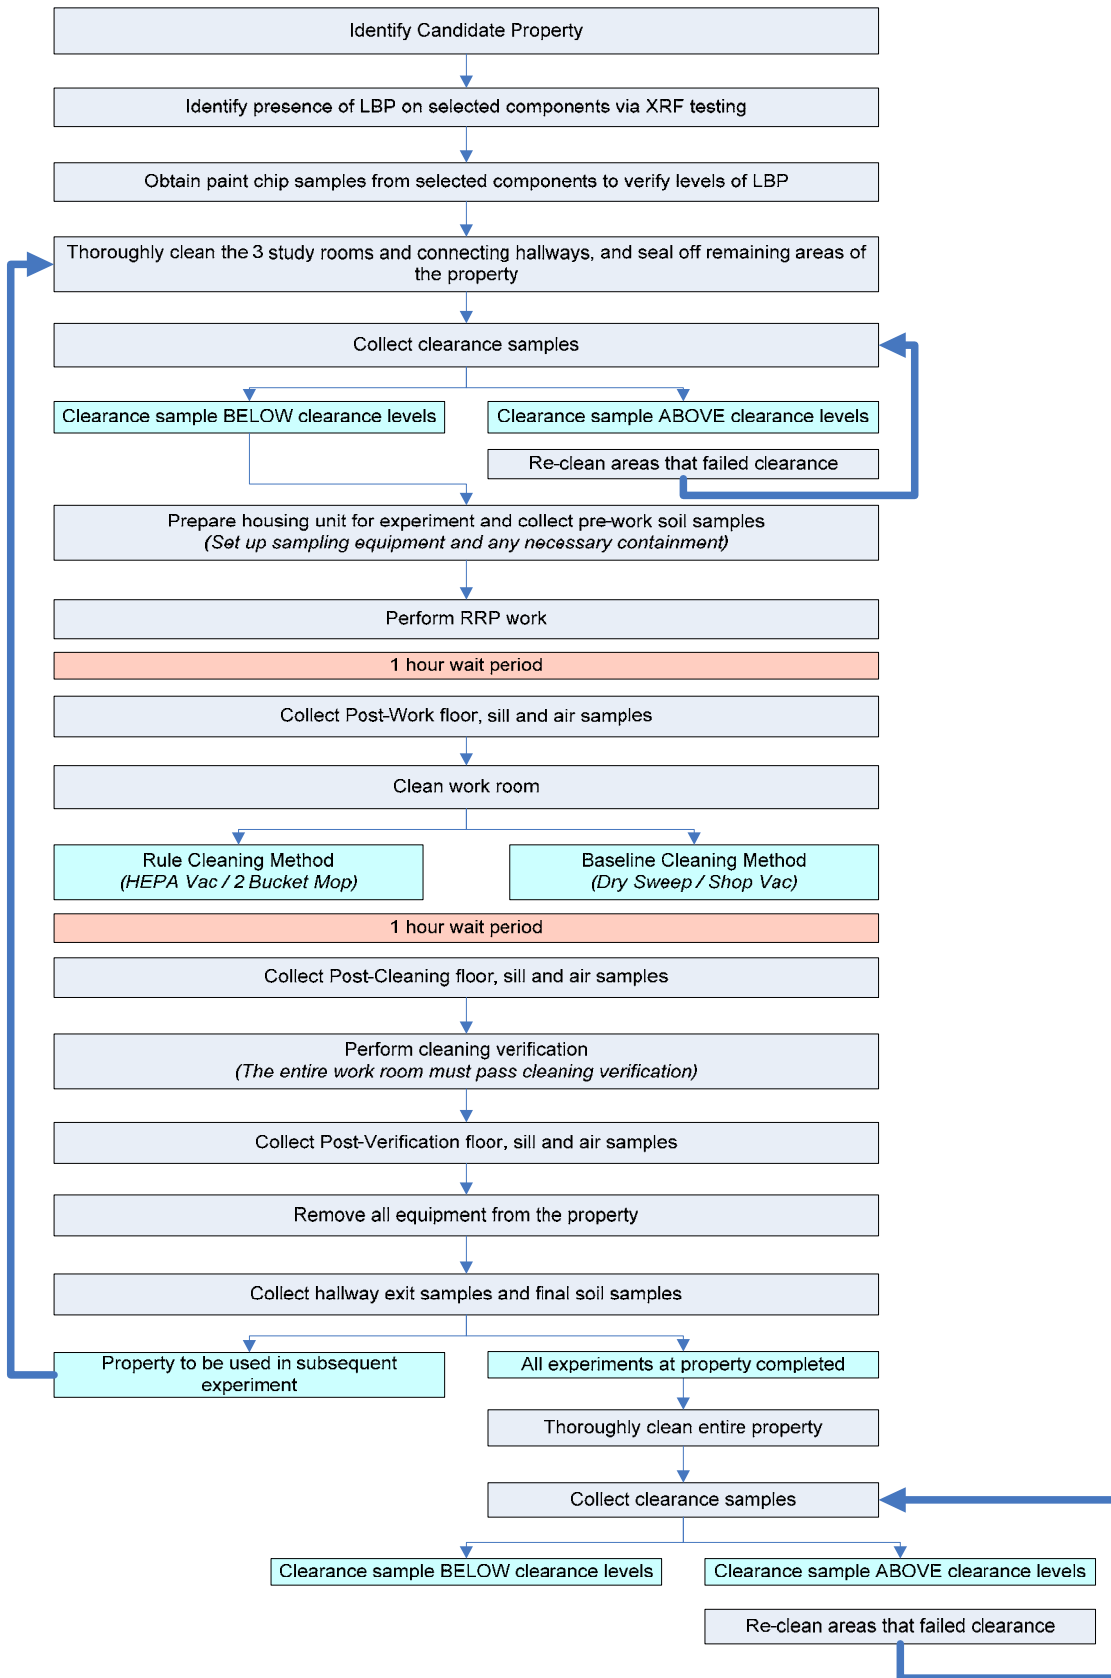 Identify Candidate Property
Identify presence of LBP on selected components via XRF testing
Obtain paint chip samples from selected components to verify levels of LBP
Thoroughly clean the 3 study rooms and connecting hallways, and seal off remaining areas of
the property
Collect clearance samples
Clearance sample BELOW clearance levels
Clearance sample ABOVE clearance levels
Re-clean areas that failed clearance
Prepare housing unit for experiment and collect pre-work soil samples
(Set up sampling equipment and any necessary containment)
Perform RRP work
1 hour wait period
Collect Post-Work floor, sill and air samples
Clean work room
Rule Cleaning Method
(HEPA Vac / 2 Bucket Mop)
Baseline Cleaning Method
(Dry Sweep / Shop Vac)
1 hour wait period
Collect Post-Cleaning floor, sill and air samples
Perform cleaning verification
(The entire work room must pass cleaning verification)
Collect Post-Verification floor, sill and air samples
Remove all equipment from the property
Collect hallway exit samples and final soil samples
Property to be used in subsequent
experiment
All experiments at property completed
Thoroughly clean entire property
Collect clearance samples
Clearance sample BELOW clearance levels
Clearance sample ABOVE clearance levels
Re-clean areas that failed clearance